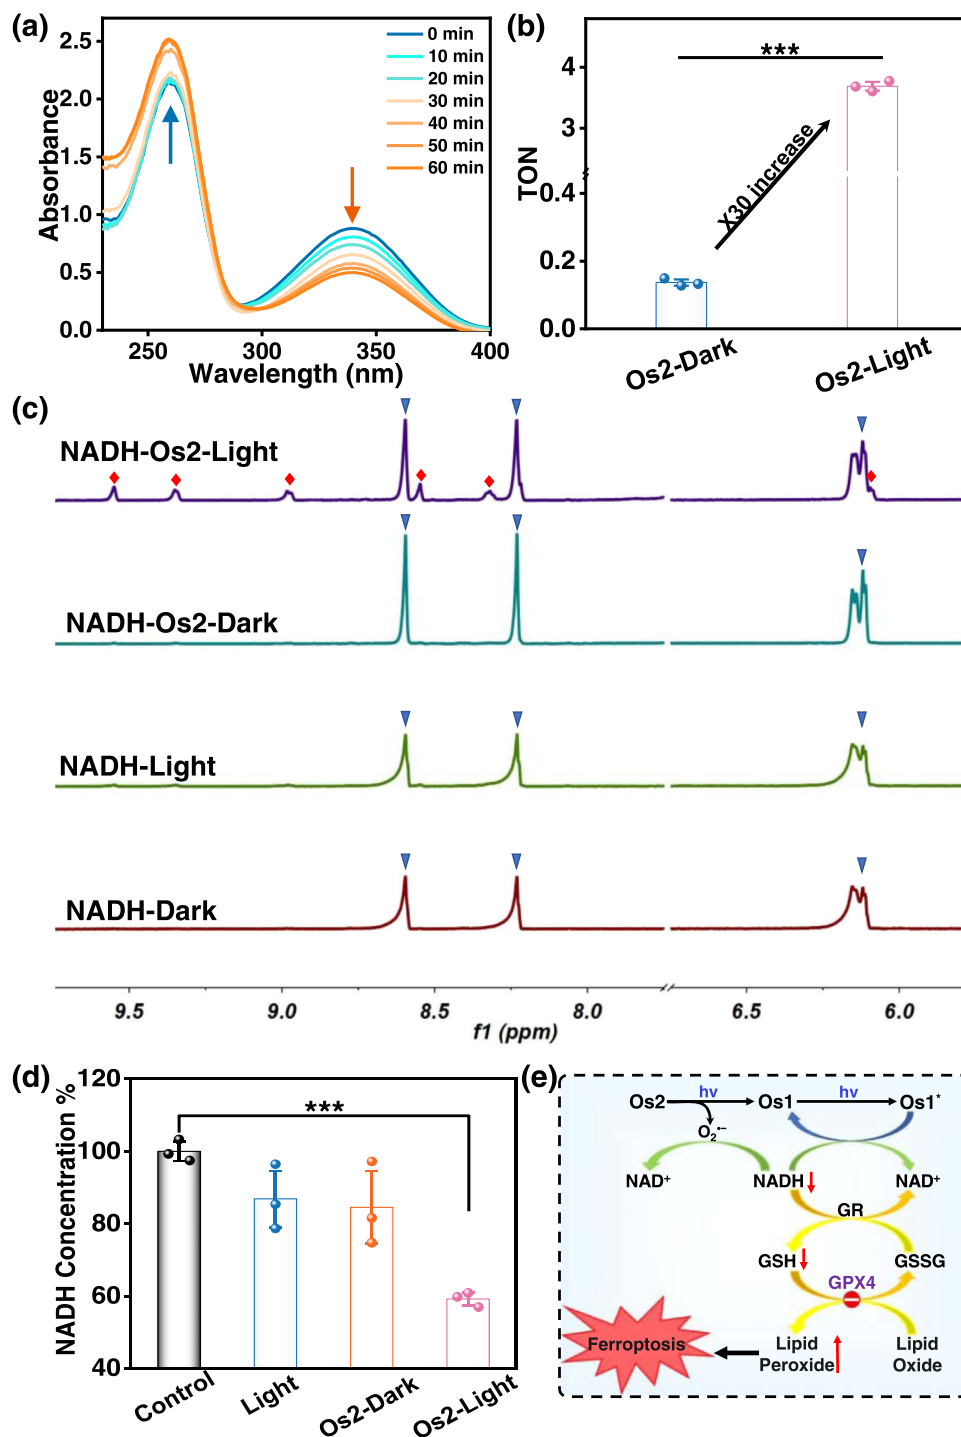 (a)
2.5
2.0
1.5
1.0
0.5
0.0
Absorbance
0 min
10 min
20 min
30 min
40 min
50 min
60 min
250
300
350
400
Wavelength (nm)
(b)
4
3
0.4
0.2
0.0
TON
***
X30 increase
Os2-Dark
Os2-Light
(c)
NADH-Os2-Light
NADH-Os2-Dark
NADH-Light
NADH-Dark
9.5
9.0
8.5
8.0
6.5
6.0
f1 (ppm)
(d)
120
100
80
60
40
NADH Concentration %
***
Control
Light
Os2-Dark
Os2-Light
(e)
Os2
hv
Os1
hv
Os1*
O₂•−
NAD⁺
NADH
NAD⁺
GR
GSH
GSSG
GPX4
Ferroptosis
Lipid
Peroxide
Lipid
Oxide